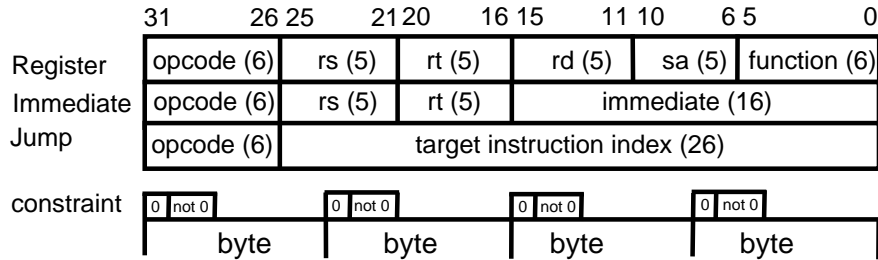 31 26 25 21 20 16 15 11 10 6 5 0
Register opcode (6) rs (5) rt (5) rd (5) sa (5) function (6)
Immediate opcode (6) rs (5) rt (5) immediate (16)
Jump opcode (6) target instruction index (26)
constraint 0 not 0 0 not 0 0 not 0 0 not 0
byte byte byte byte